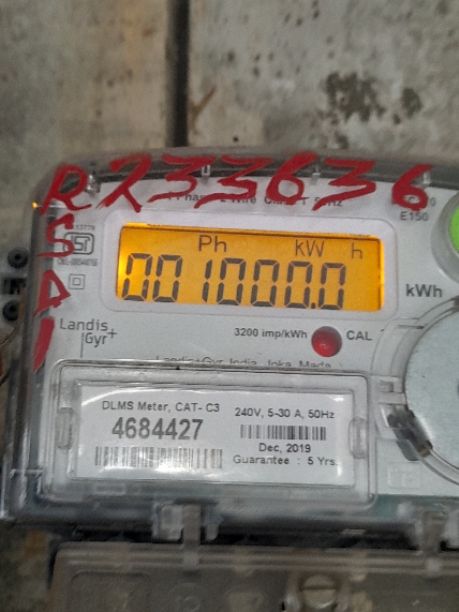 R233636
S
D
1
E150
Ph kW h
001000.0
kWh
3200 imp/kWh CAL
Landis
Gyr+
DLMS Meter, CAT- C3
4684427
240V, 5-30 A, 50Hz
Dec, 2019
Guarantee : 5 Yrs.